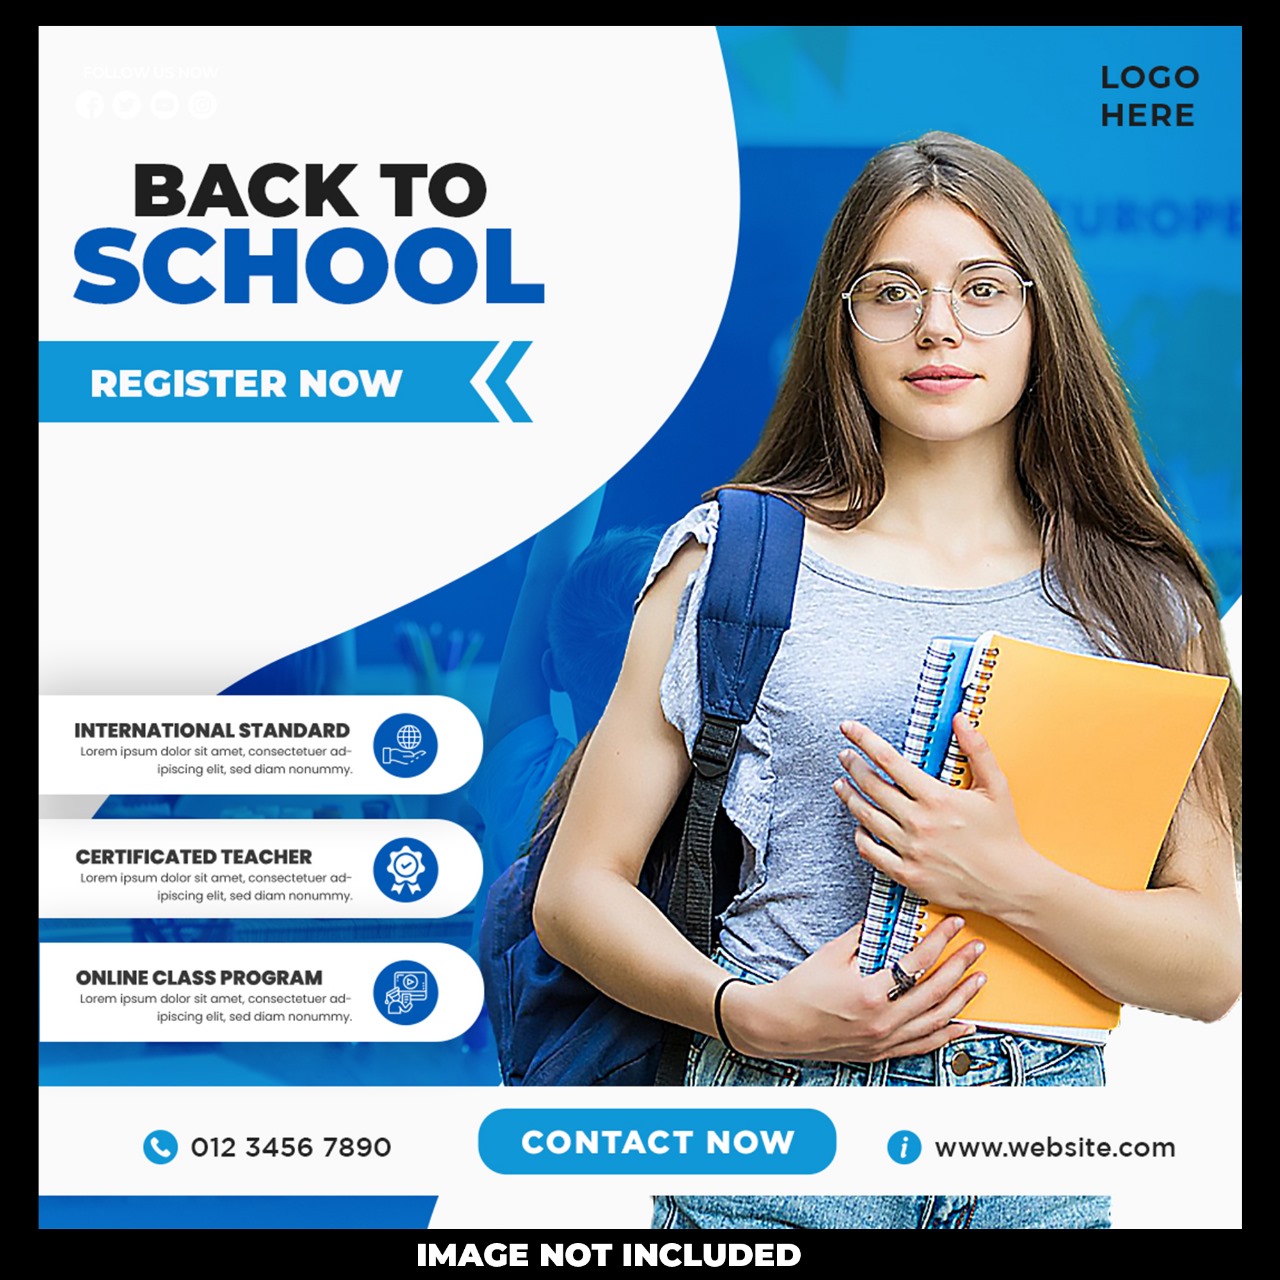 FOLLOW US NOW
LOGO
HERE
BACK TO
SCHOOL
REGISTER NOW
EUROPE
INTERNATIONAL STANDARD
Lorem ipsum dolor sit amet, consectetuer ad-
ipiscing elit, sed diam nonummy.
CERTIFICATED TEACHER
Lorem ipsum dolor sit amet, consectetuer ad-
ipiscing elit, sed diam nonummy.
ONLINE CLASS PROGRAM
Lorem ipsum dolor sit amet, consectetuer ad-
ipiscing elit, sed diam nonummy.
012 3456 7890
CONTACT NOW
www.website.com
IMAGE NOT INCLUDED